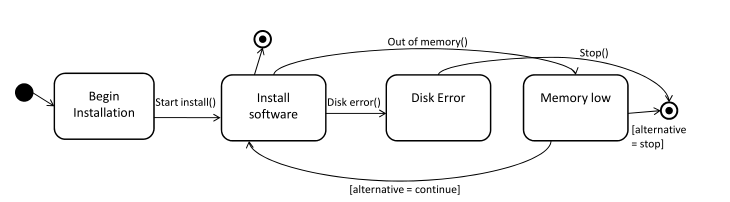 Out of memory()
Stop()
Begin
Installation
Start install()
Install
software
Disk error()
Disk Error
Memory low
[alternative
= stop]
[alternative = continue]